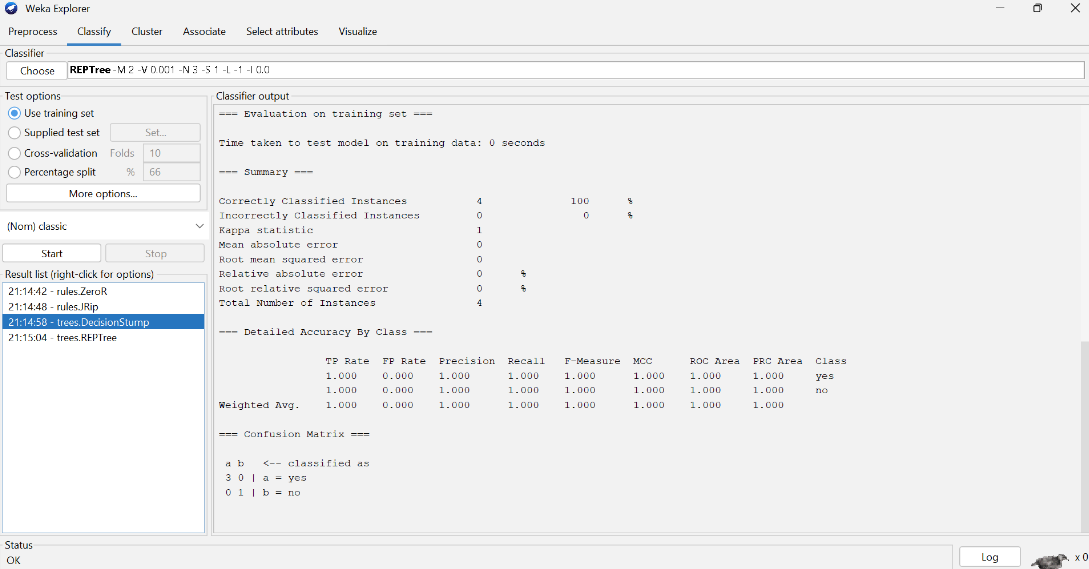 Weka Explorer
Preprocess Classify Cluster Associate Select attributes Visualize
Classifier
Choose REPTree -M 2 -V 0.001 -N 3 -S 1 -L -1 -I 0.0
Test options
Use training set
Supplied test set Set...
Cross-validation Folds 10
Percentage split % 66
More options...
(Nom) classic
Start Stop
Result list (right-click for options)
21:14:42 - rules.ZeroR
21:14:48 - rules.JRip
21:14:58 - trees.DecisionStump
21:15:04 - trees.REPTree
Classifier output
=== Evaluation on training set ===
Time taken to test model on training data: 0 seconds
=== Summary ===
Correctly Classified Instances 4 100 %
Incorrectly Classified Instances 0 0 %
Kappa statistic 1
Mean absolute error 0
Root mean squared error 0
Relative absolute error 0 %
Root relative squared error 0 %
Total Number of Instances 4
=== Detailed Accuracy By Class ===
TP Rate FP Rate Precision Recall F-Measure MCC ROC Area PRC Area Class
1.000 0.000 1.000 1.000 1.000 1.000 1.000 1.000 yes
1.000 0.000 1.000 1.000 1.000 1.000 1.000 1.000 no
Weighted Avg. 1.000 0.000 1.000 1.000 1.000 1.000 1.000 1.000
=== Confusion Matrix ===
a b <-- classified as
3 0 | a = yes
0 1 | b = no
Status
OK
Log x 0